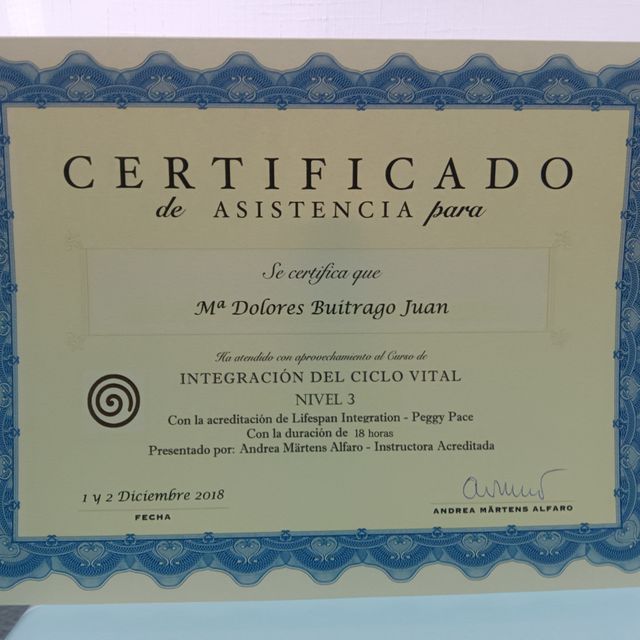 CERTIFICADO
de ASISTENCIA para
Se certifica que
Mª Dolores Buitrago Juan
Ha atendido con aprovechamiento al Curso de
INTEGRACIÓN DEL CICLO VITAL
NIVEL 3
Con la acreditación de Lifespan Integration - Peggy Pace
Con la duración de 18 horas
Presentado por: Andrea Märtens Alfaro - Instructora Acreditada
1 y 2 Diciembre 2018
FECHA
ANDREA MÄRTENS ALFARO